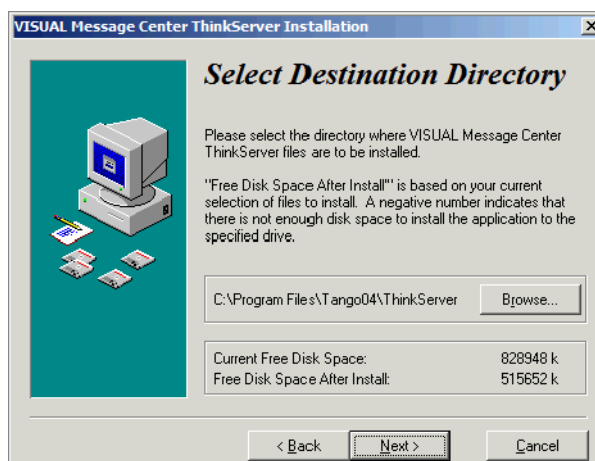 VISUAL Message Center ThinkServer Installation
Select Destination Directory
Please select the directory where VISUAL Message Center
ThinkServer files are to be installed.
"Free Disk Space After Install'" is based on your current
selection of files to install. A negative number indicates that
there is not enough disk space to install the application to the
specified drive.
C:\Program Files\Tango04\ThinkServer Browse...
Current Free Disk Space: 828948 k
Free Disk Space After Install: 515652 k
< Back Next > Cancel